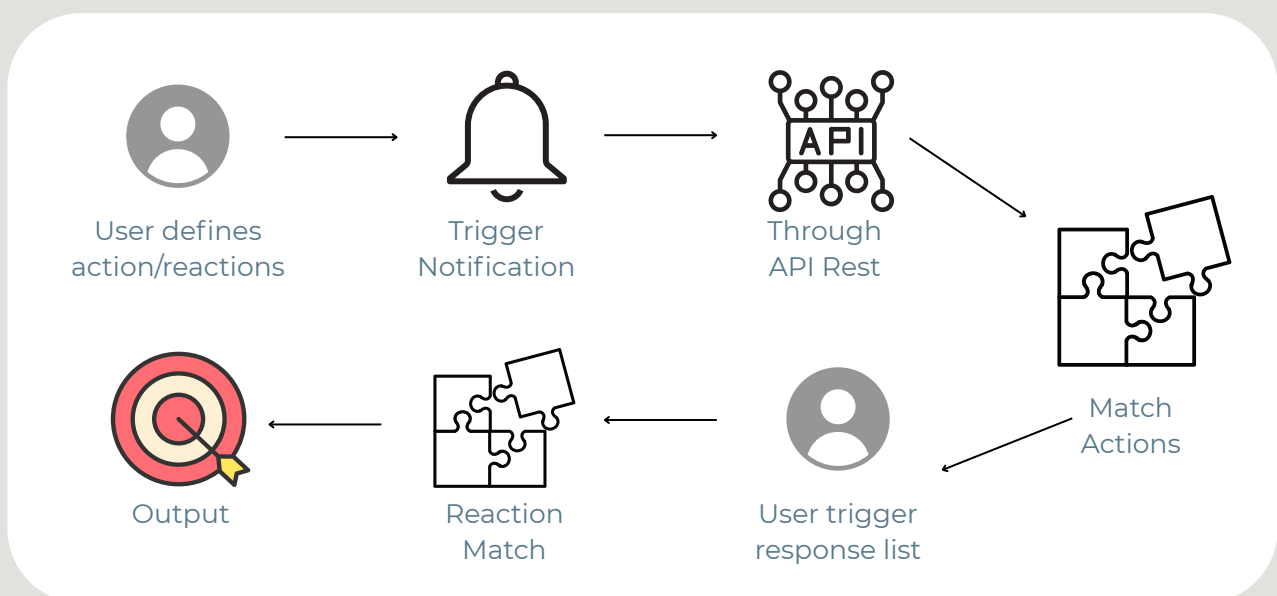 User defines
action/reactions
Trigger
Notification
API
Through
API Rest
Match
Actions
User trigger
response list
Reaction
Match
Output